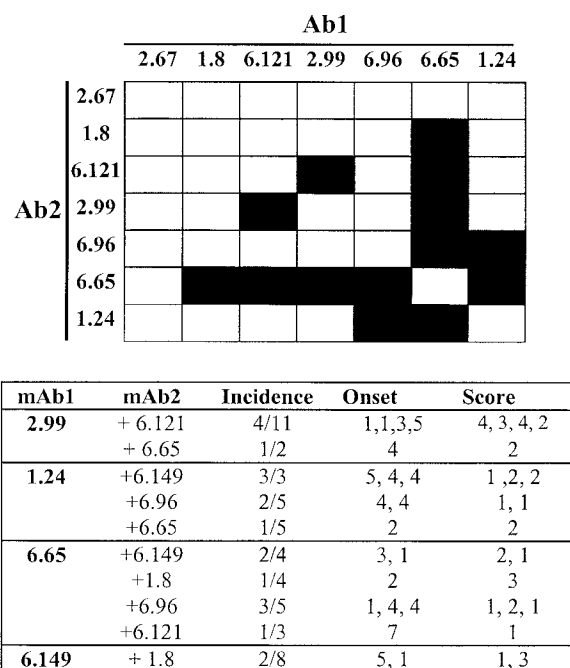 Ab1
2.67 1.8 6.121 2.99 6.96 6.65 1.24
2.67
1.8
6.121
Ab2 2.99
6.96
6.65
1.24
mAb1 mAb2 Incidence Onset Score
2.99 + 6.121 4/11 1,1,3,5 4, 3, 4, 2
+ 6.65 1/2 4 2
1.24 +6.149 3/3 5, 4, 4 1 ,2, 2
+6.96 2/5 4, 4 1, 1
+6.65 1/5 2 2
6.65 +6.149 2/4 3, 1 2, 1
+1.8 1/4 2 3
+6.96 3/5 1, 4, 4 1, 2, 1
+6.121 1/3 7 1
6.149 + 1.8 2/8 5, 1 1, 3